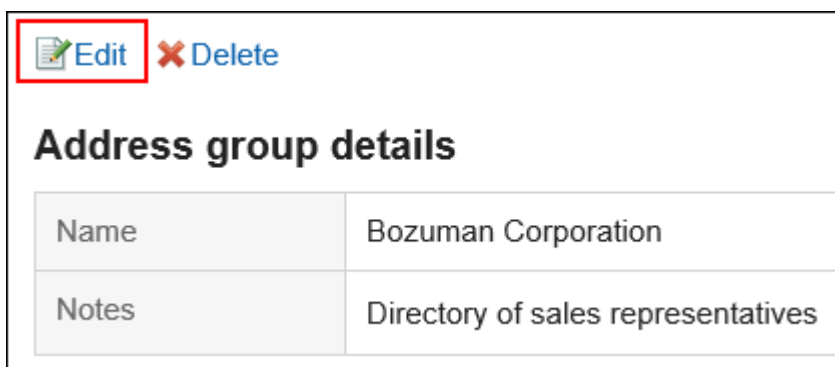 Edit Delete
Address group details
Name Bozuman Corporation
Notes Directory of sales representatives